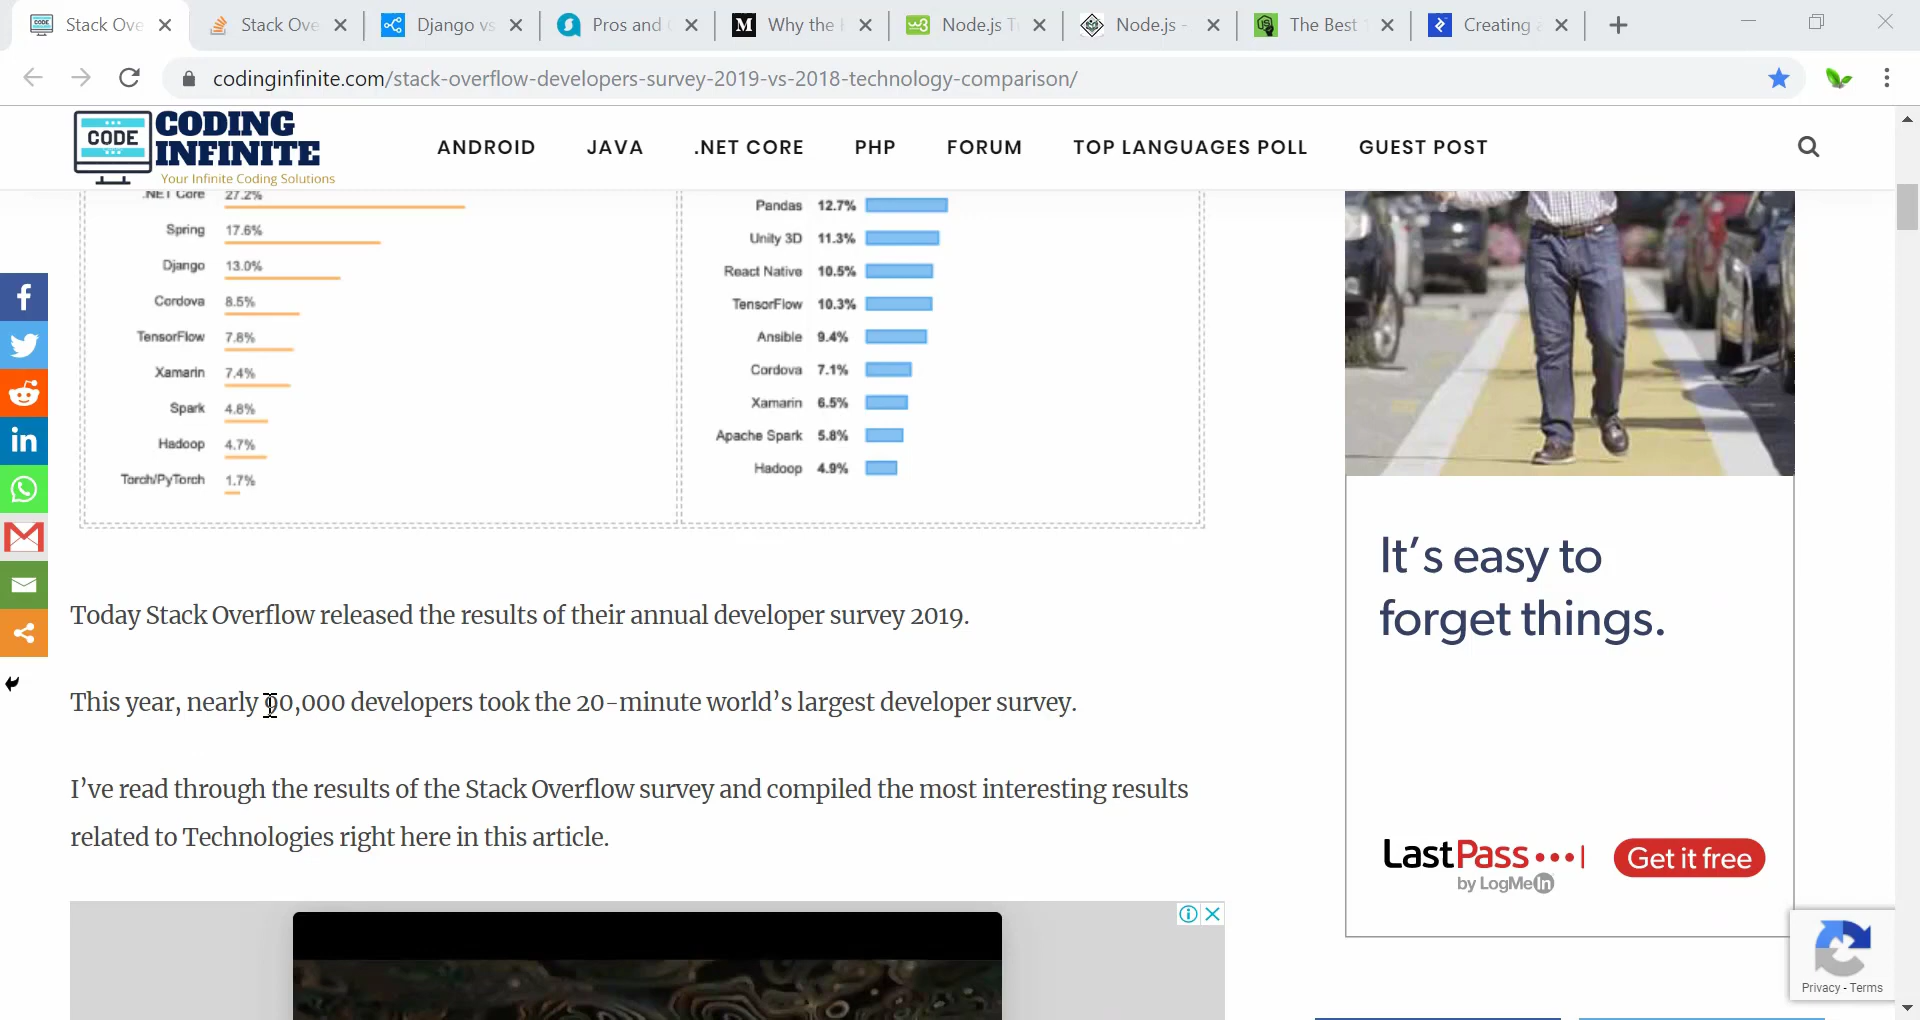 Stack Ove
Stack Ove
Django vs
Pros and
Why the
Node.js T
Node.js -
The Best
Creating
codinginfinite.com/stack-overflow-developers-survey-2019-vs-2018-technology-comparison/
CODE
CODING
INFINITE
Your Infinite Coding Solutions
ANDROID
JAVA
.NET CORE
PHP
FORUM
TOP LANGUAGES POLL
GUEST POST
.NET Core 27.2%
Spring 17.6%
Django 13.0%
Cordova 8.5%
TensorFlow 7.8%
Xamarin 7.4%
Spark 4.8%
Hadoop 4.7%
Torch/PyTorch 1.7%
Pandas 12.7%
Unity 3D 11.3%
React Native 10.5%
TensorFlow 10.3%
Ansible 9.4%
Cordova 7.1%
Xamarin 6.5%
Apache Spark 5.8%
Hadoop 4.9%
Today Stack Overflow released the results of their annual developer survey 2019.
This year, nearly 90,000 developers took the 20-minute world's largest developer survey.
I've read through the results of the Stack Overflow survey and compiled the most interesting results
related to Technologies right here in this article.
It's easy to
forget things.
LastPass
by LogMeIn
Get it free
Privacy - Terms